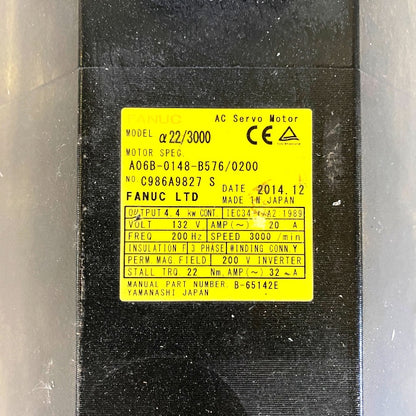 FANUC AC Servo Motor
MODEL α22/3000 CE
MOTOR SPEC.
A06B-0148-B576/0200
NO. C986A9827 S DATE 2014.12
FANUC LTD MADE IN JAPAN
OUTPUT 4.4 kW CONT. IEC34 A2 1989
VOLT 132 V AMP(~) 20 A
FREQ 200 Hz SPEED 3000 /min
INSULATION F 3 PHASE WINDING CONN.Y
PERM MAG FIELD 200 V INVERTER
STALL TRQ 22 Nm, AMP(~) 32 ~A
MANUAL PART NUMBER. B-65142E
YAMANASHI JAPAN